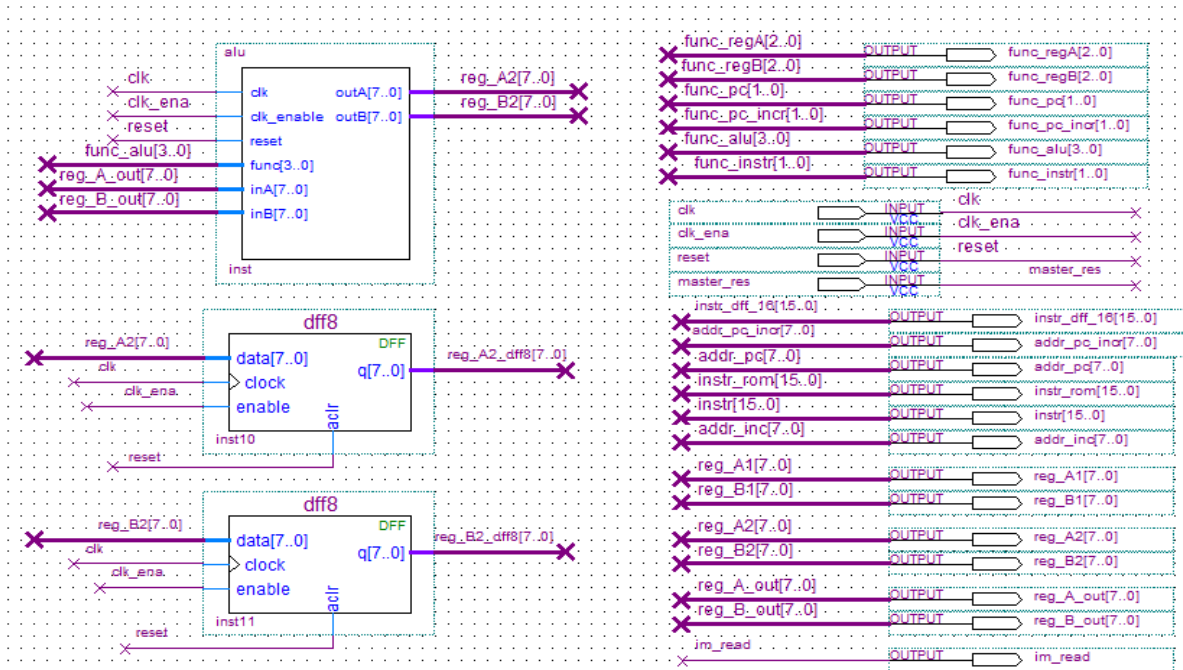 alu
clk
clk_ena
reset
func_alu[3..0]
reg_A_out[7..0]
reg_B_out[7..0]
clk
clk_enable
reset
func[3..0]
inA[7..0]
inB[7..0]
outA[7..0]
outB[7..0]
reg_A2[7..0]
reg_B2[7..0]
inst
dff8
reg_A2[7..0]
clk
clk_ena
data[7..0]
clock
enable
DFF
q[7..0]
reg_A2_dff8[7..0]
aclr
inst10
reset
dff8
reg_B2[7..0]
clk
clk_ena
data[7..0]
clock
enable
DFF
q[7..0]
reg_B2_dff8[7..0]
aclr
inst11
reset
func_regA[2..0] OUTPUT func_regA[2..0]
func_regB[2..0] OUTPUT func_regB[2..0]
func_pc[1..0] OUTPUT func_pc[1..0]
func_pc_incr[1..0] OUTPUT func_pc_incr[1..0]
func_alu[3..0] OUTPUT func_alu[3..0]
func_instr[1..0] OUTPUT func_instr[1..0]
clk INPUT VCC clk
clk_ena INPUT VCC clk_ena
reset INPUT VCC reset
master_res INPUT VCC master_res
instr_dff_16[15..0] OUTPUT instr_dff_16[15..0]
addr_pc_incr[7..0] OUTPUT addr_pc_incr[7..0]
addr_pc[7..0] OUTPUT addr_pc[7..0]
instr_rom[15..0] OUTPUT instr_rom[15..0]
instr[15..0] OUTPUT instr[15..0]
addr_inc[7..0] OUTPUT addr_inc[7..0]
reg_A1[7..0] OUTPUT reg_A1[7..0]
reg_B1[7..0] OUTPUT reg_B1[7..0]
reg_A2[7..0] OUTPUT reg_A2[7..0]
reg_B2[7..0] OUTPUT reg_B2[7..0]
reg_A_out[7..0] OUTPUT reg_A_out[7..0]
reg_B_out[7..0] OUTPUT reg_B_out[7..0]
im_read OUTPUT im_read